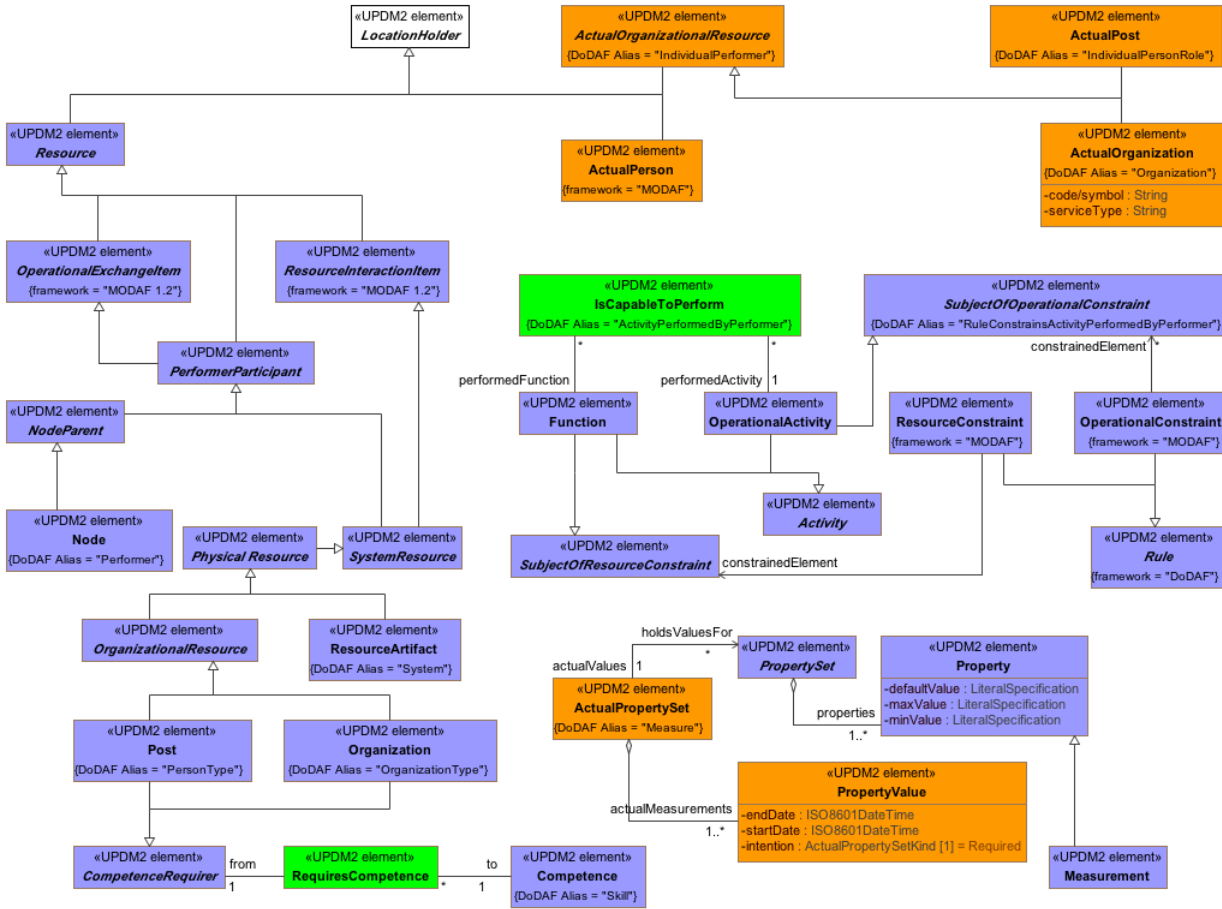 «UPDM2 element»
LocationHolder
«UPDM2 element»
ActualOrganizationalResource
{DoDAF Alias = "IndividualPerformer"}
«UPDM2 element»
ActualPost
{DoDAF Alias = "IndividualPersonRole"}
«UPDM2 element»
Resource
«UPDM2 element»
ActualPerson
{framework = "MODAF"}
«UPDM2 element»
ActualOrganization
{DoDAF Alias = "Organization"}
-code/symbol : String
-serviceType : String
«UPDM2 element»
OperationalExchangeItem
{framework = "MODAF 1.2"}
«UPDM2 element»
ResourceInteractionItem
{framework = "MODAF 1.2"}
«UPDM2 element»
IsCapableToPerform
{DoDAF Alias = "ActivityPerformedByPerformer"}
«UPDM2 element»
SubjectOfOperationalConstraint
{DoDAF Alias = "RuleConstrainsActivityPerformedByPerformer"}
*
*
constrainedElement
*
«UPDM2 element»
PerformerParticipant
performedFunction
performedActivity
1
«UPDM2 element»
NodeParent
«UPDM2 element»
Function
«UPDM2 element»
OperationalActivity
«UPDM2 element»
ResourceConstraint
{framework = "MODAF"}
«UPDM2 element»
OperationalConstraint
{framework = "MODAF"}
«UPDM2 element»
Activity
«UPDM2 element»
Node
{DoDAF Alias = "Performer"}
«UPDM2 element»
Physical Resource
«UPDM2 element»
SystemResource
«UPDM2 element»
SubjectOfResourceConstraint
constrainedElement
«UPDM2 element»
Rule
{framework = "DoDAF"}
«UPDM2 element»
OrganizationalResource
«UPDM2 element»
ResourceArtifact
{DoDAF Alias = "System"}
holdsValuesFor
*
actualValues
1
«UPDM2 element»
PropertySet
«UPDM2 element»
Property
-defaultValue : LiteralSpecification
-maxValue : LiteralSpecification
-minValue : LiteralSpecification
«UPDM2 element»
ActualPropertySet
{DoDAF Alias = "Measure"}
properties
1..*
«UPDM2 element»
Post
{DoDAF Alias = "PersonType"}
«UPDM2 element»
Organization
{DoDAF Alias = "OrganizationType"}
«UPDM2 element»
PropertyValue
-endDate : ISO8601DateTime
-startDate : ISO8601DateTime
-intention : ActualPropertySetKind [1] = Required
actualMeasurements
1..*
«UPDM2 element»
CompetenceRequirer
from
1
«UPDM2 element»
RequiresCompetence
*
to
1
«UPDM2 element»
Competence
{DoDAF Alias = "Skill"}
«UPDM2 element»
Measurement